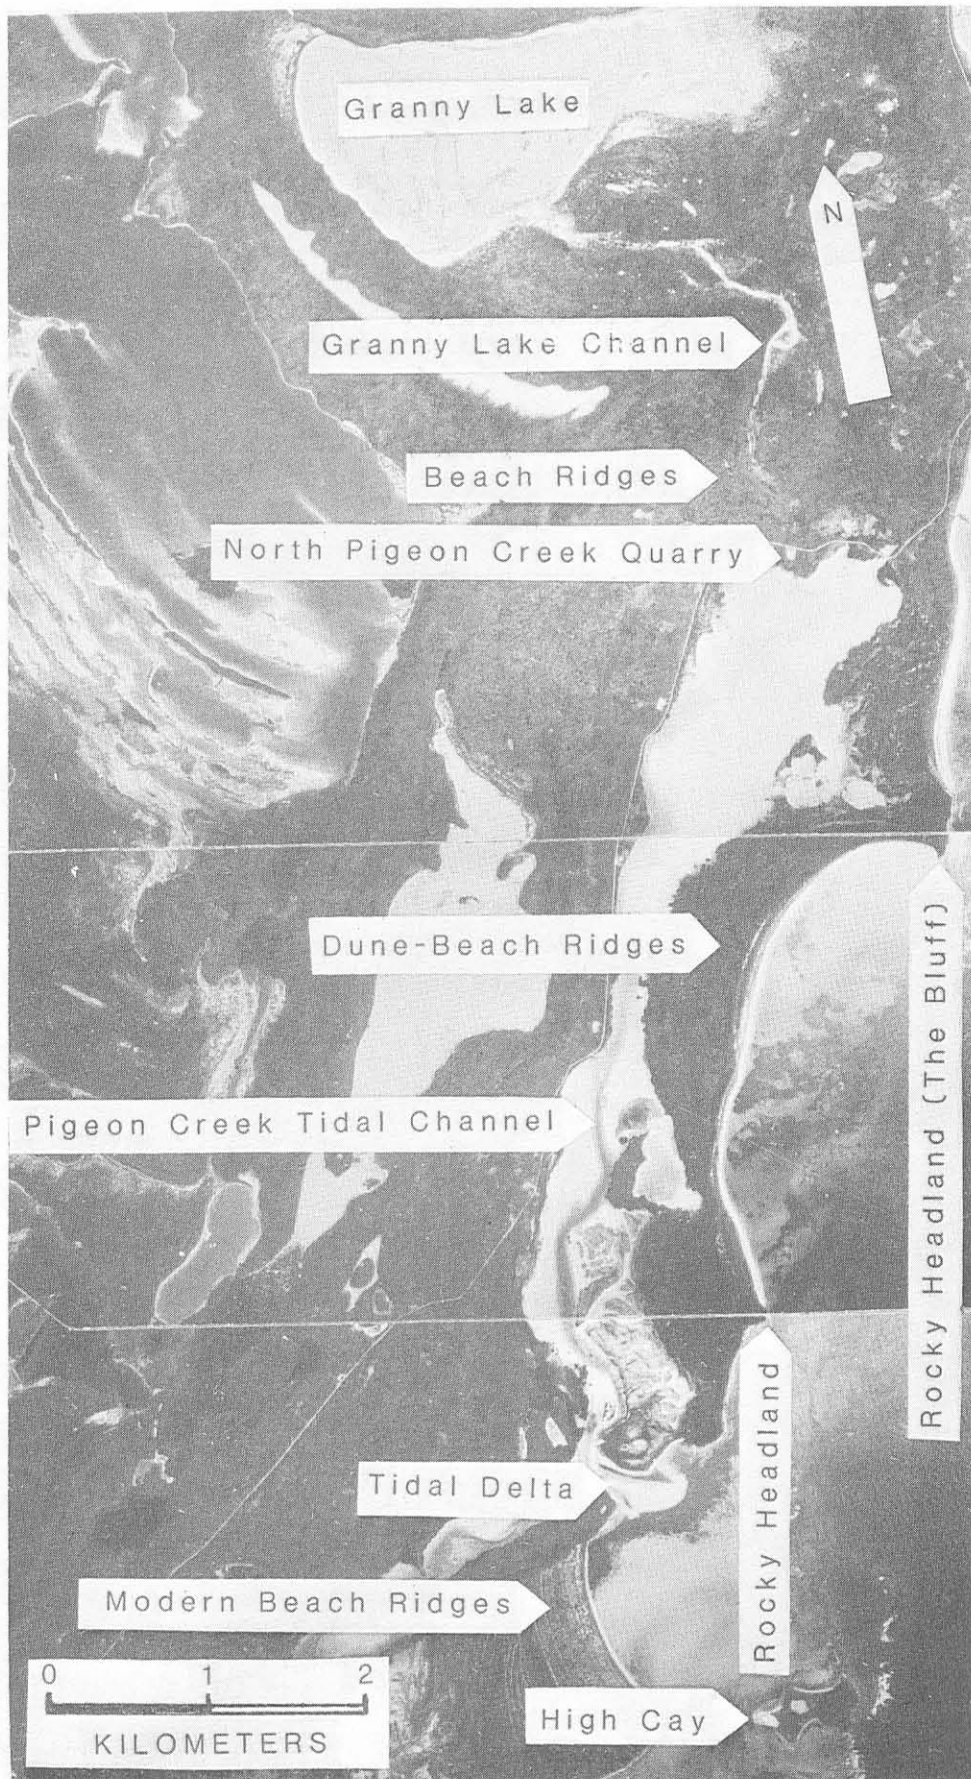 Granny Lake
N
Granny Lake Channel
Beach Ridges
North Pigeon Creek Quarry
Dune-Beach Ridges
Rocky Headland (The Bluff)
Pigeon Creek Tidal Channel
Rocky Headland
Tidal Delta
Modern Beach Ridges
High Cay
0 1 2
KILOMETERS